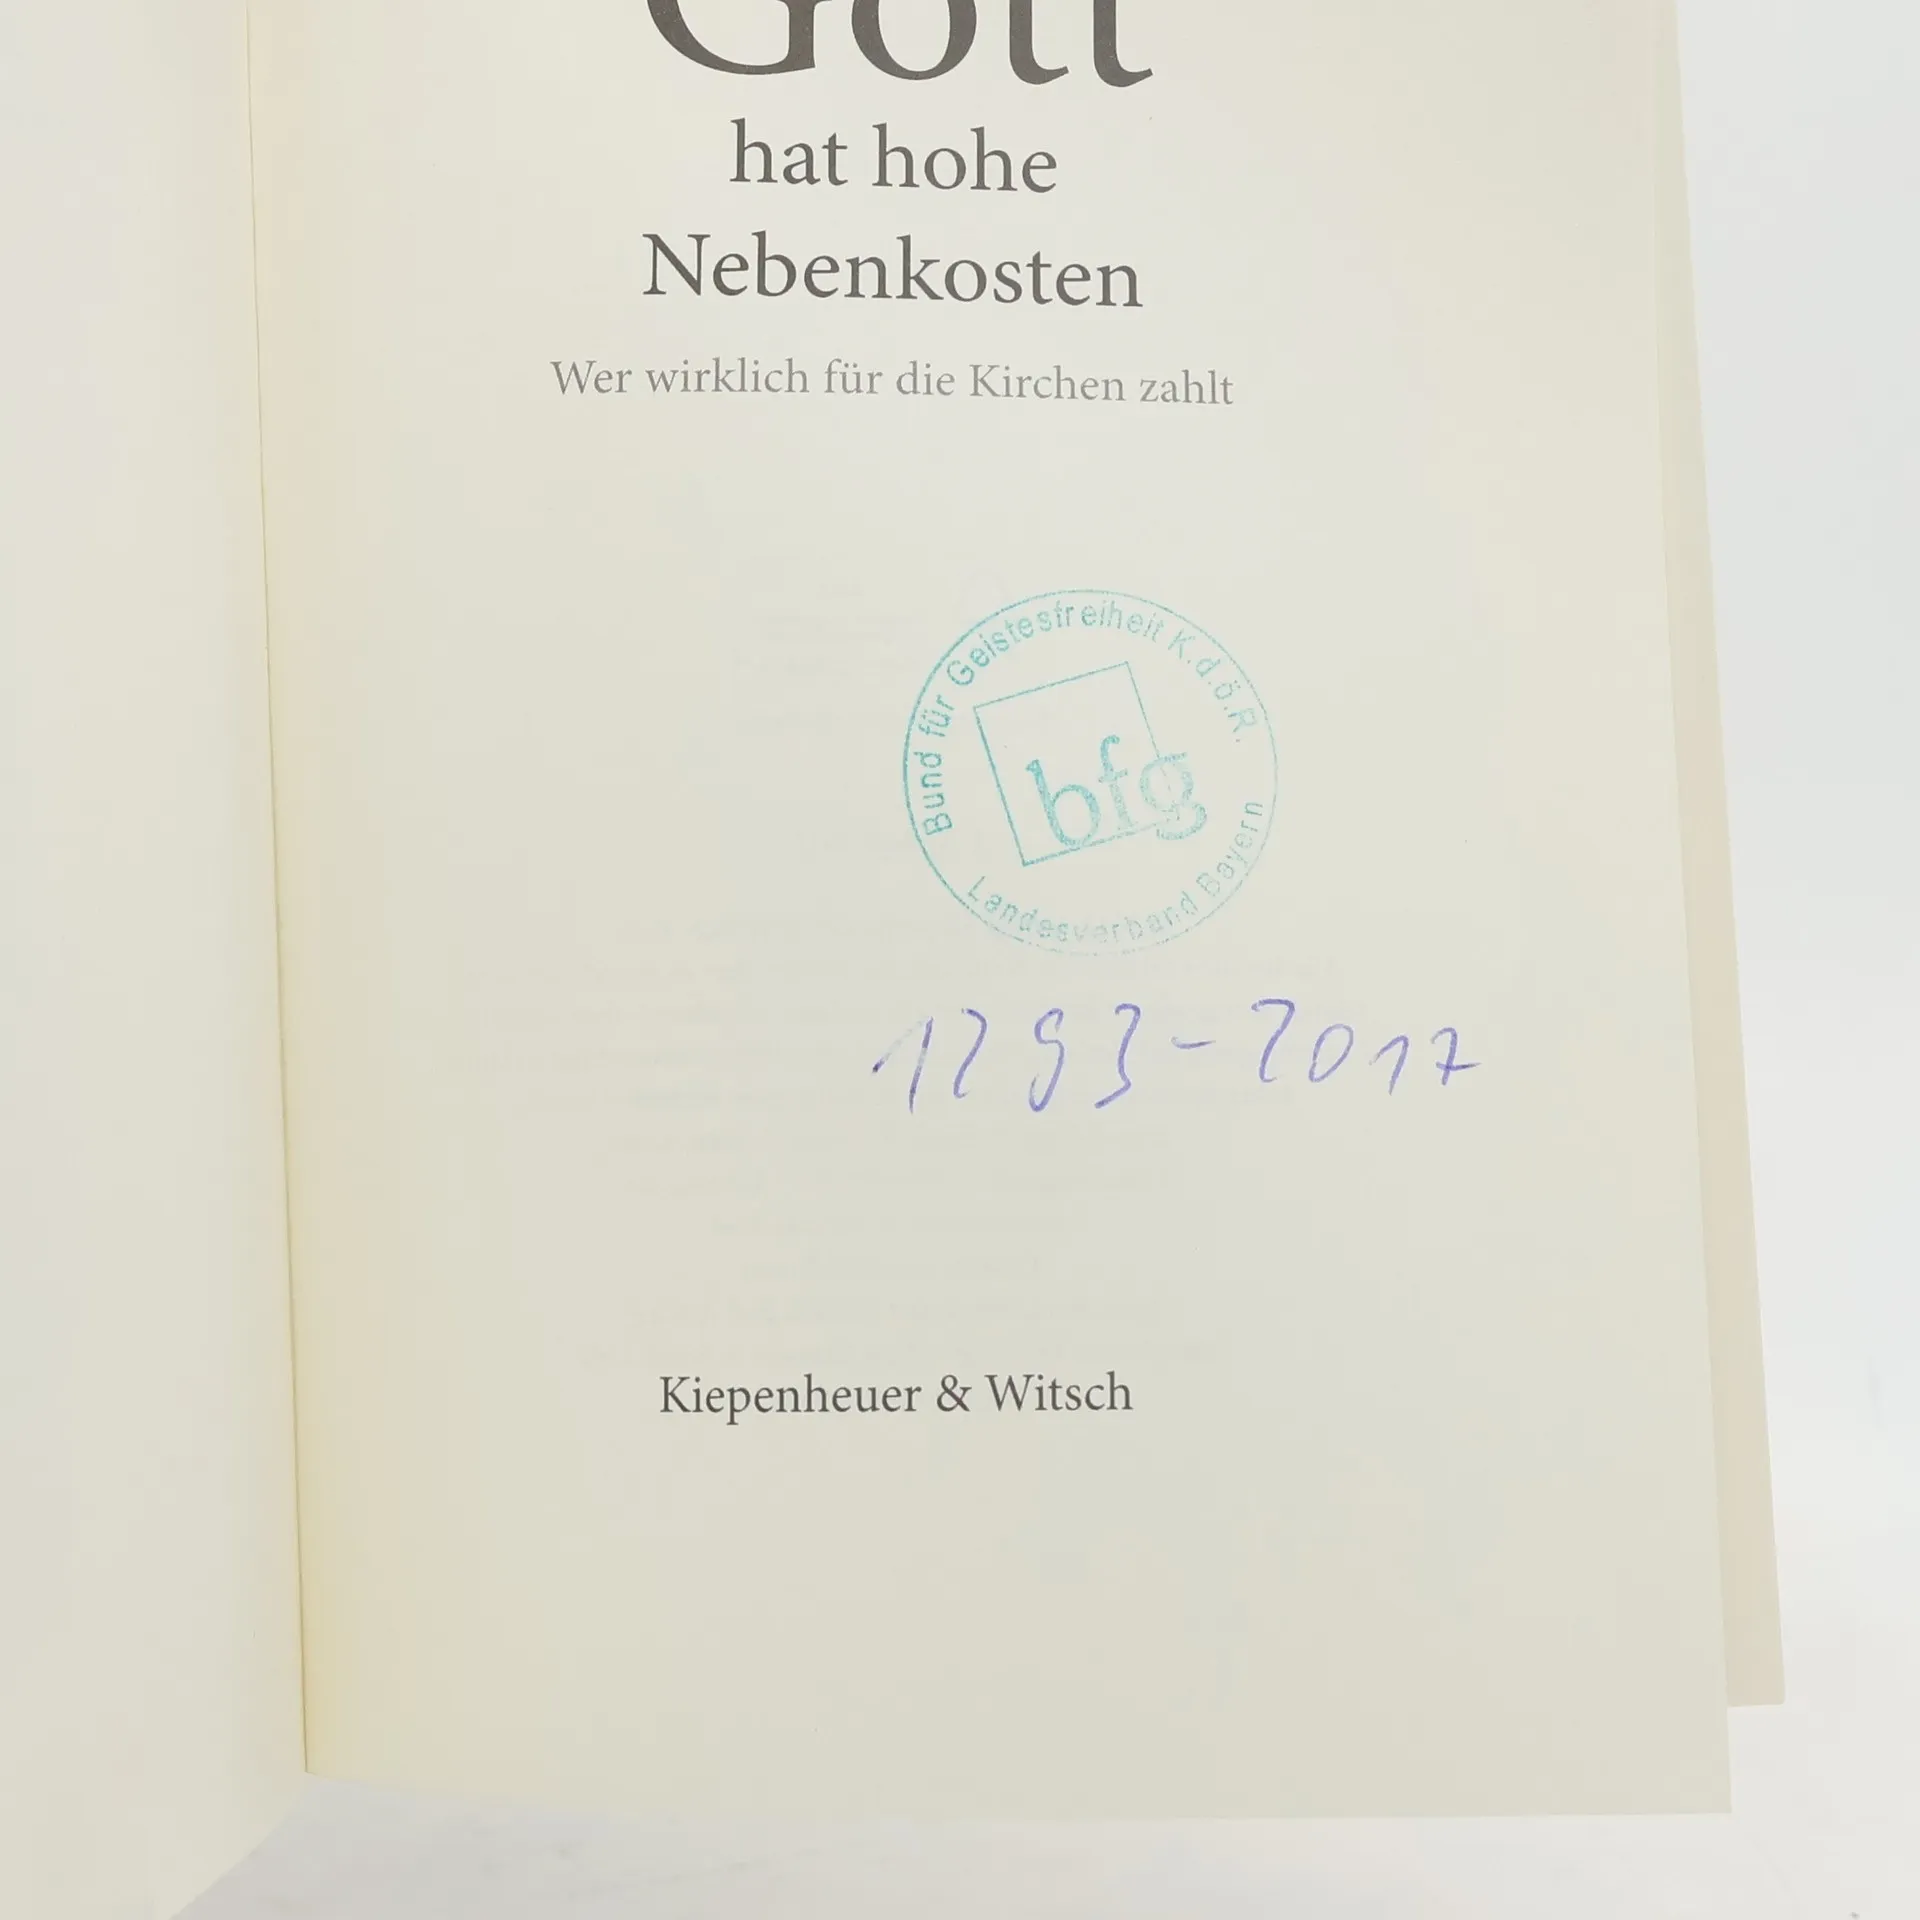 Gott
hat hohe
Nebenkosten
Wer wirklich für die Kirchen zahlt
Bund für Geistesfreiheit K.d.ö.R.
bfg
Landesverband Bayern
1293-2017
Kiepenheuer & Witsch